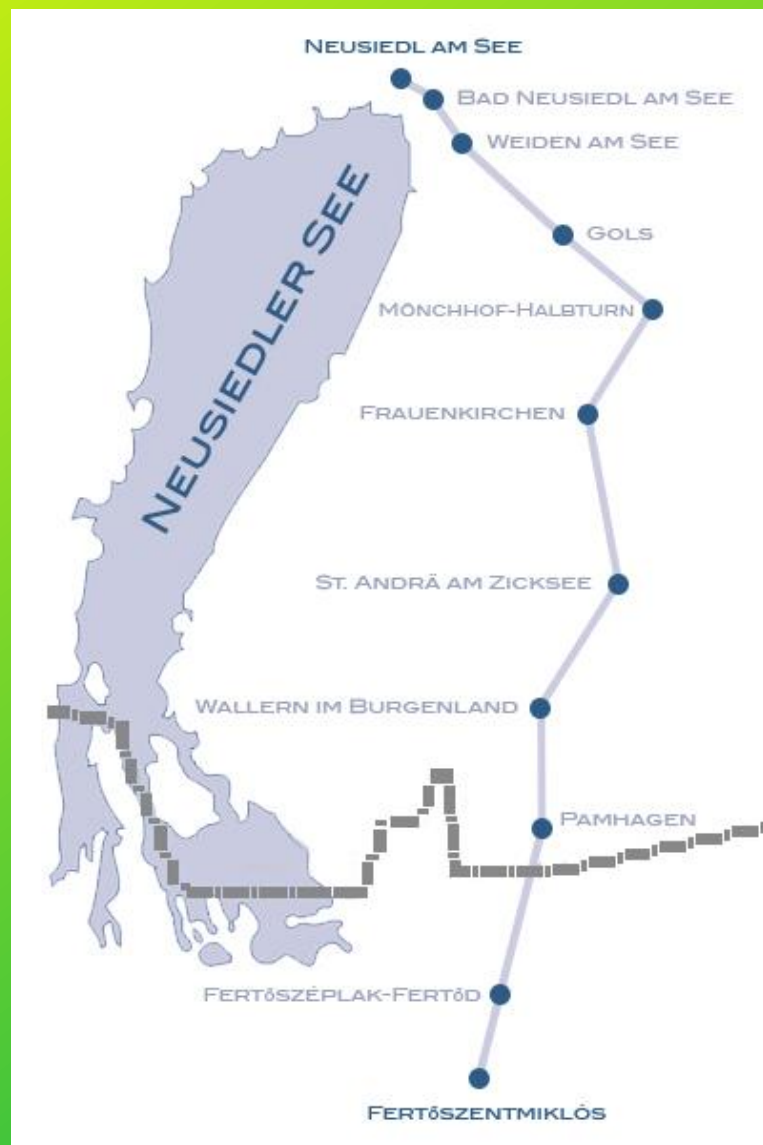 NEUSIEDL AM SEE
BAD NEUSIEDL AM SEE
WEIDEN AM SEE
NEUSIEDLER SEE
GOLS
MÖNCHHOF-HALBTURN
FRAUENKIRCHEN
ST. ANDRÄ AM ZICKSEE
WALLERN IM BURGENLAND
PAMHAGEN
FERTőSZÉPLAK-FERTőD
FERTőSZENTMIKLÓS